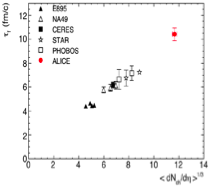 τf (fm/c)
E895
NA49
CERES
STAR
PHOBOS
ALICE
12
10
8
6
4
2
0
0 2 4 6 8 10 12 14
<dNch/dη>^1/3